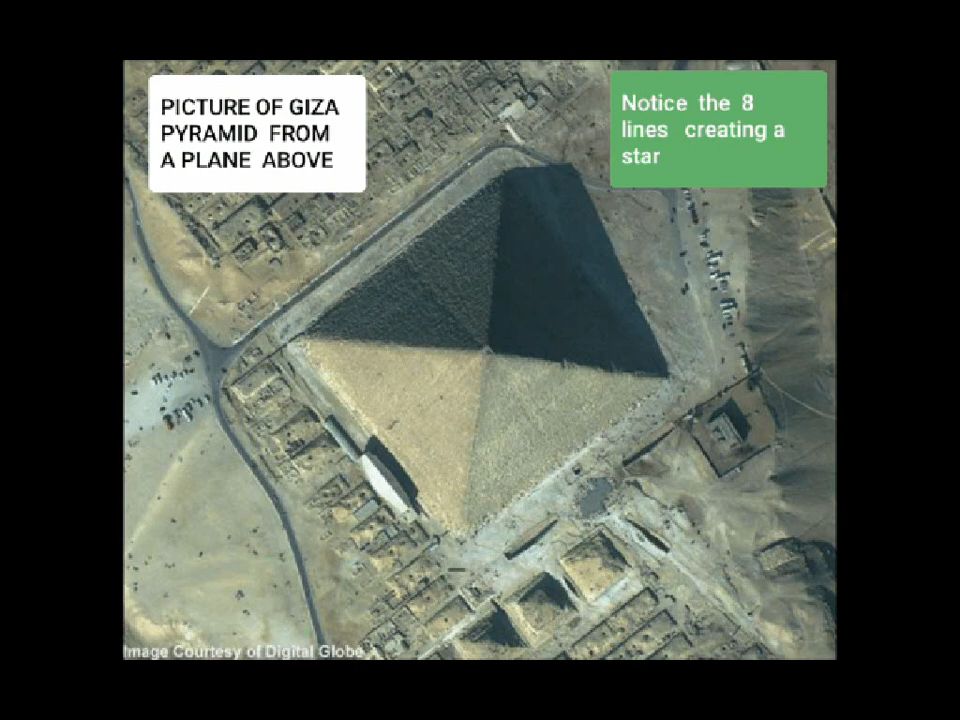 PICTURE OF GIZA
PYRAMID FROM
A PLANE ABOVE
Notice the 8
lines creating a
star
Image Courtesy of Digital Globe